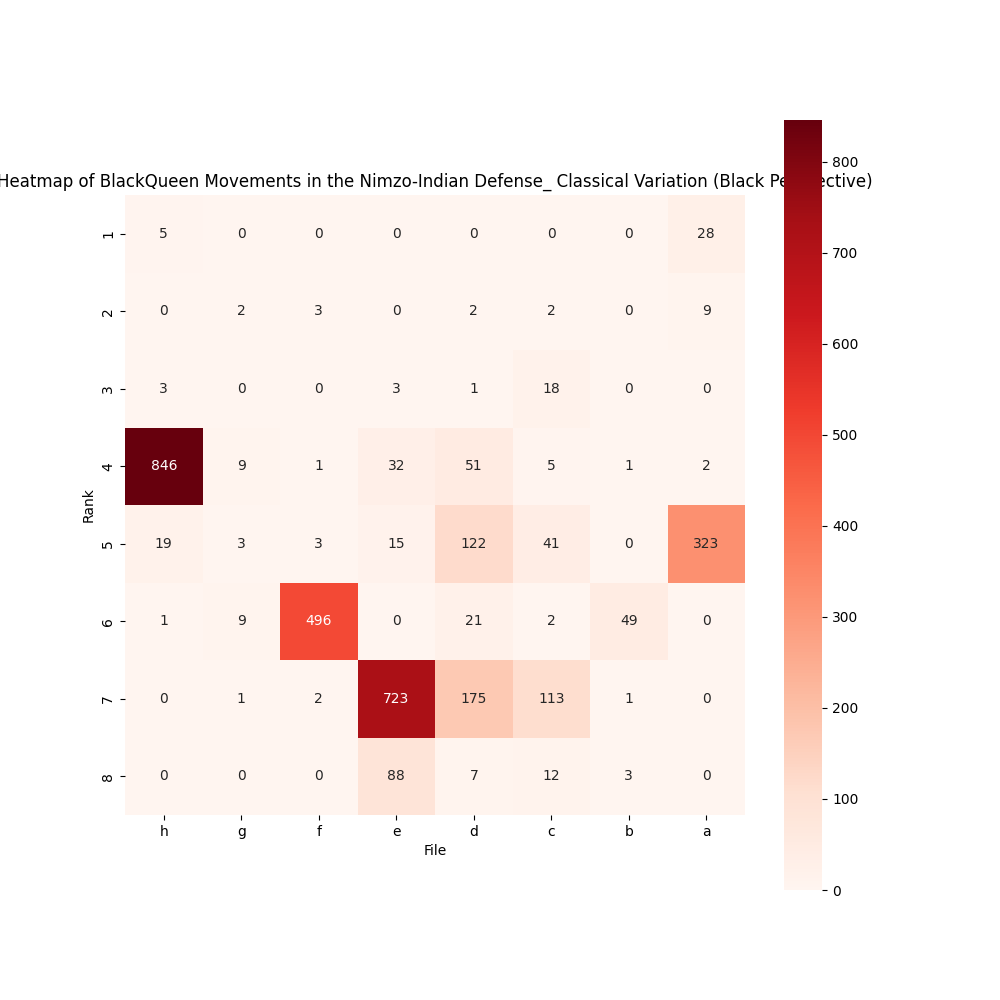 Heatmap of BlackQueen Movements in the Nimzo-Indian Defense_ Classical Variation (Black ective)
800
700
600
500
400
300
200
100
0
Rank
1 5 0 0 0 0 0 0 28
2 0 2 3 0 2 2 0 9
3 3 0 0 3 1 18 0 0
4 846 9 1 32 51 5 1 2
5 19 3 3 15 122 41 0 323
6 1 9 496 0 21 2 49 0
7 0 1 2 723 175 113 1 0
8 0 0 0 88 7 12 3 0
h g f e d c b a
File